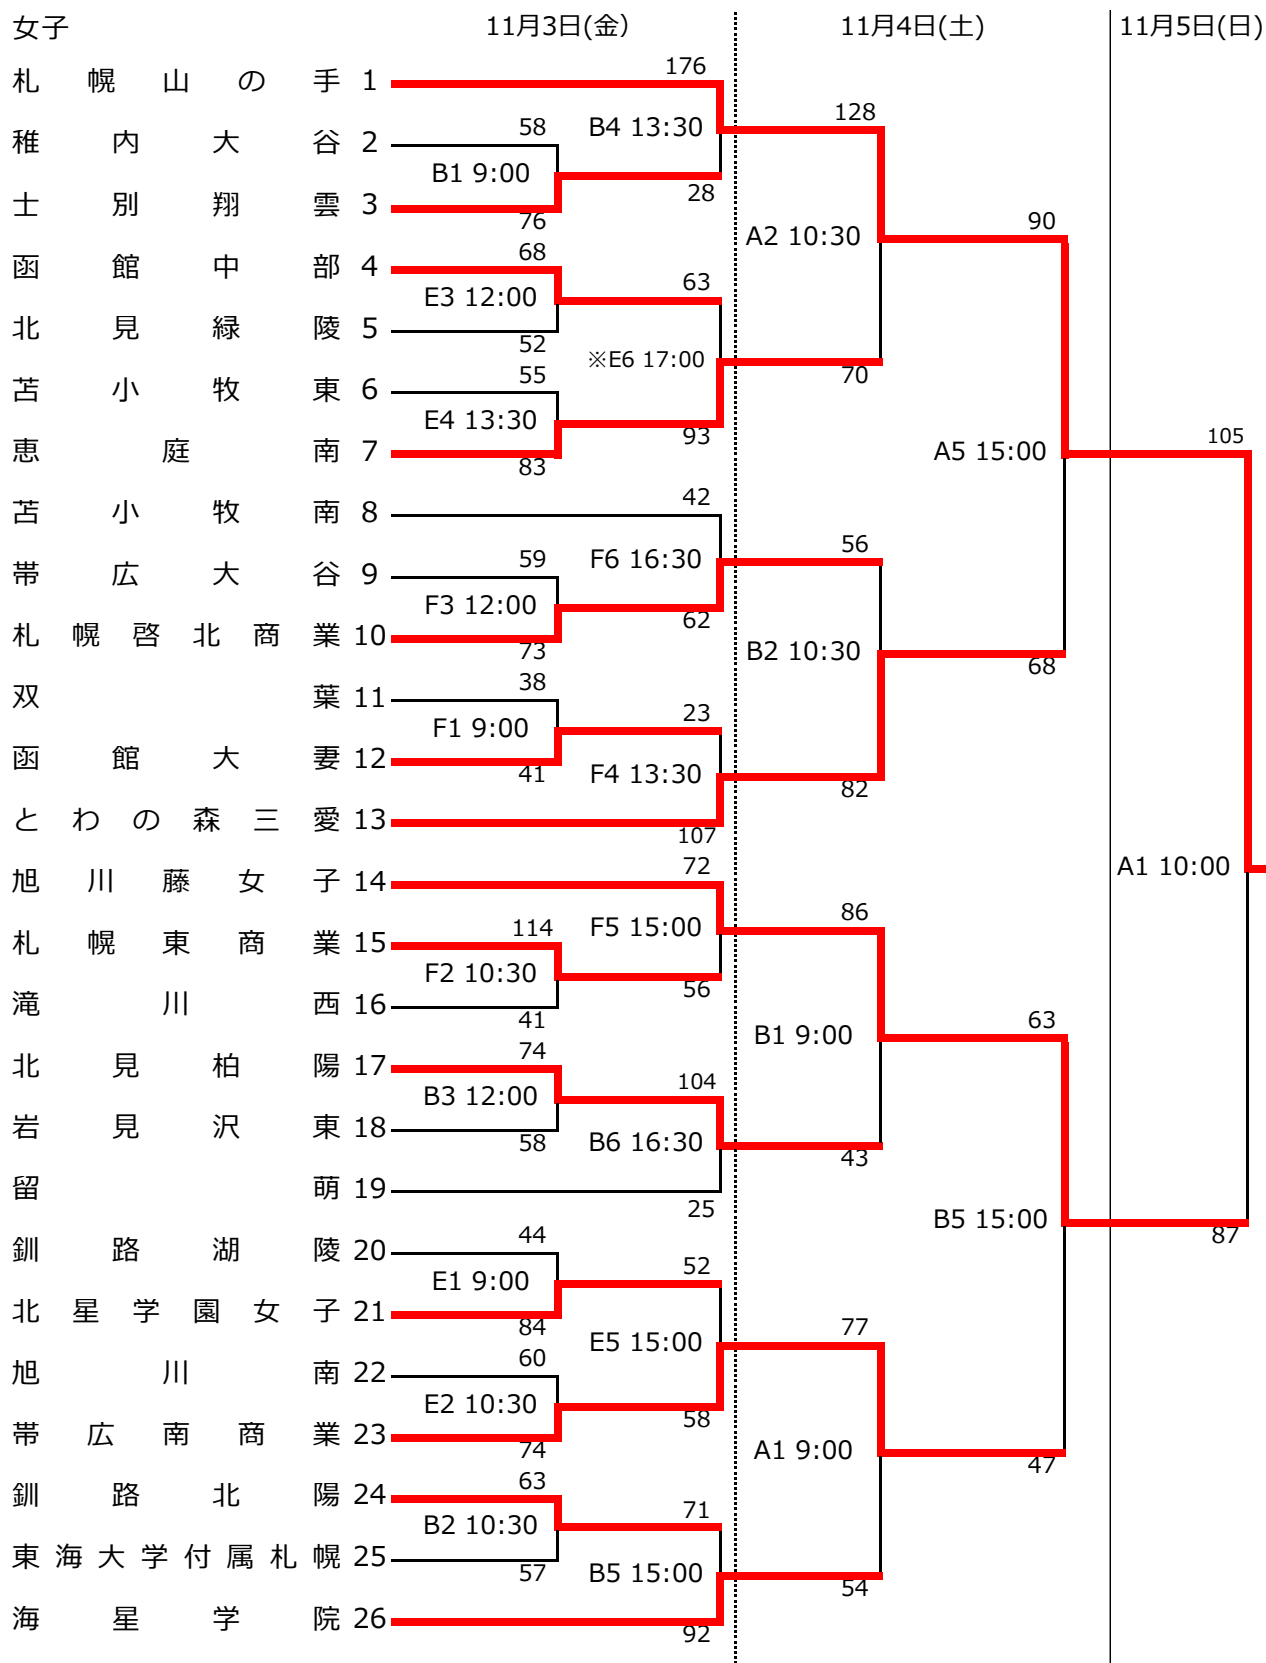 女子 11月3日(金) 11月4日(土) 11月5日(日)
176
札幌山の手 1
128
58 B4 13:30
稚内大谷 2
B1 9:00
28
士別翔雲 3
76
A2 10:30 90
68
函館中部 4
63
E3 12:00
北見緑陵 5
52 ※E6 17:00
55 70
苫小牧東 6
E4 13:30
93 105
恵庭南 7 A5 15:00
83
42
苫小牧南 8
56
59 F6 16:30
帯広大谷 9
F3 12:00
62
札幌啓北商業 10
73 B2 10:30
68
38
双葉 11
23
F1 9:00
函館大妻 12
41 F4 13:30
82
とわの森三愛 13
107
72 A1 10:00
旭川藤女子 14
86
114 F5 15:00
札幌東商業 15
F2 10:30
56
滝川西 16
41 63
B1 9:00
74
北見柏陽 17
104
B3 12:00
岩見沢東 18
58 B6 16:30
43
留萌 19
25
B5 15:00
44 87
釧路湖陵 20
52
E1 9:00
北星学園女子 21
84 77
E5 15:00
60
旭川南 22
E2 10:30
58
帯広南商業 23
74 A1 9:00
47
63
釧路北陽 24
71
B2 10:30
東海大学付属札幌 25
57 B5 15:00
54
海星学院 26
92